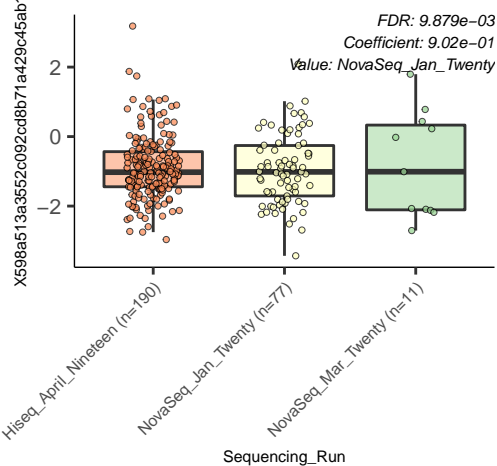 FDR: 9.879e−03
Coefficient: 9.02e−01
Value: NovaSeq_Jan_Twenty
X598a513a3552c092cd8b71a429c45ab
2
0
−2
Hiseq_April_Nineteen (n=190)
NovaSeq_Jan_Twenty (n=77)
NovaSeq_Mar_Twenty (n=11)
Sequencing_Run